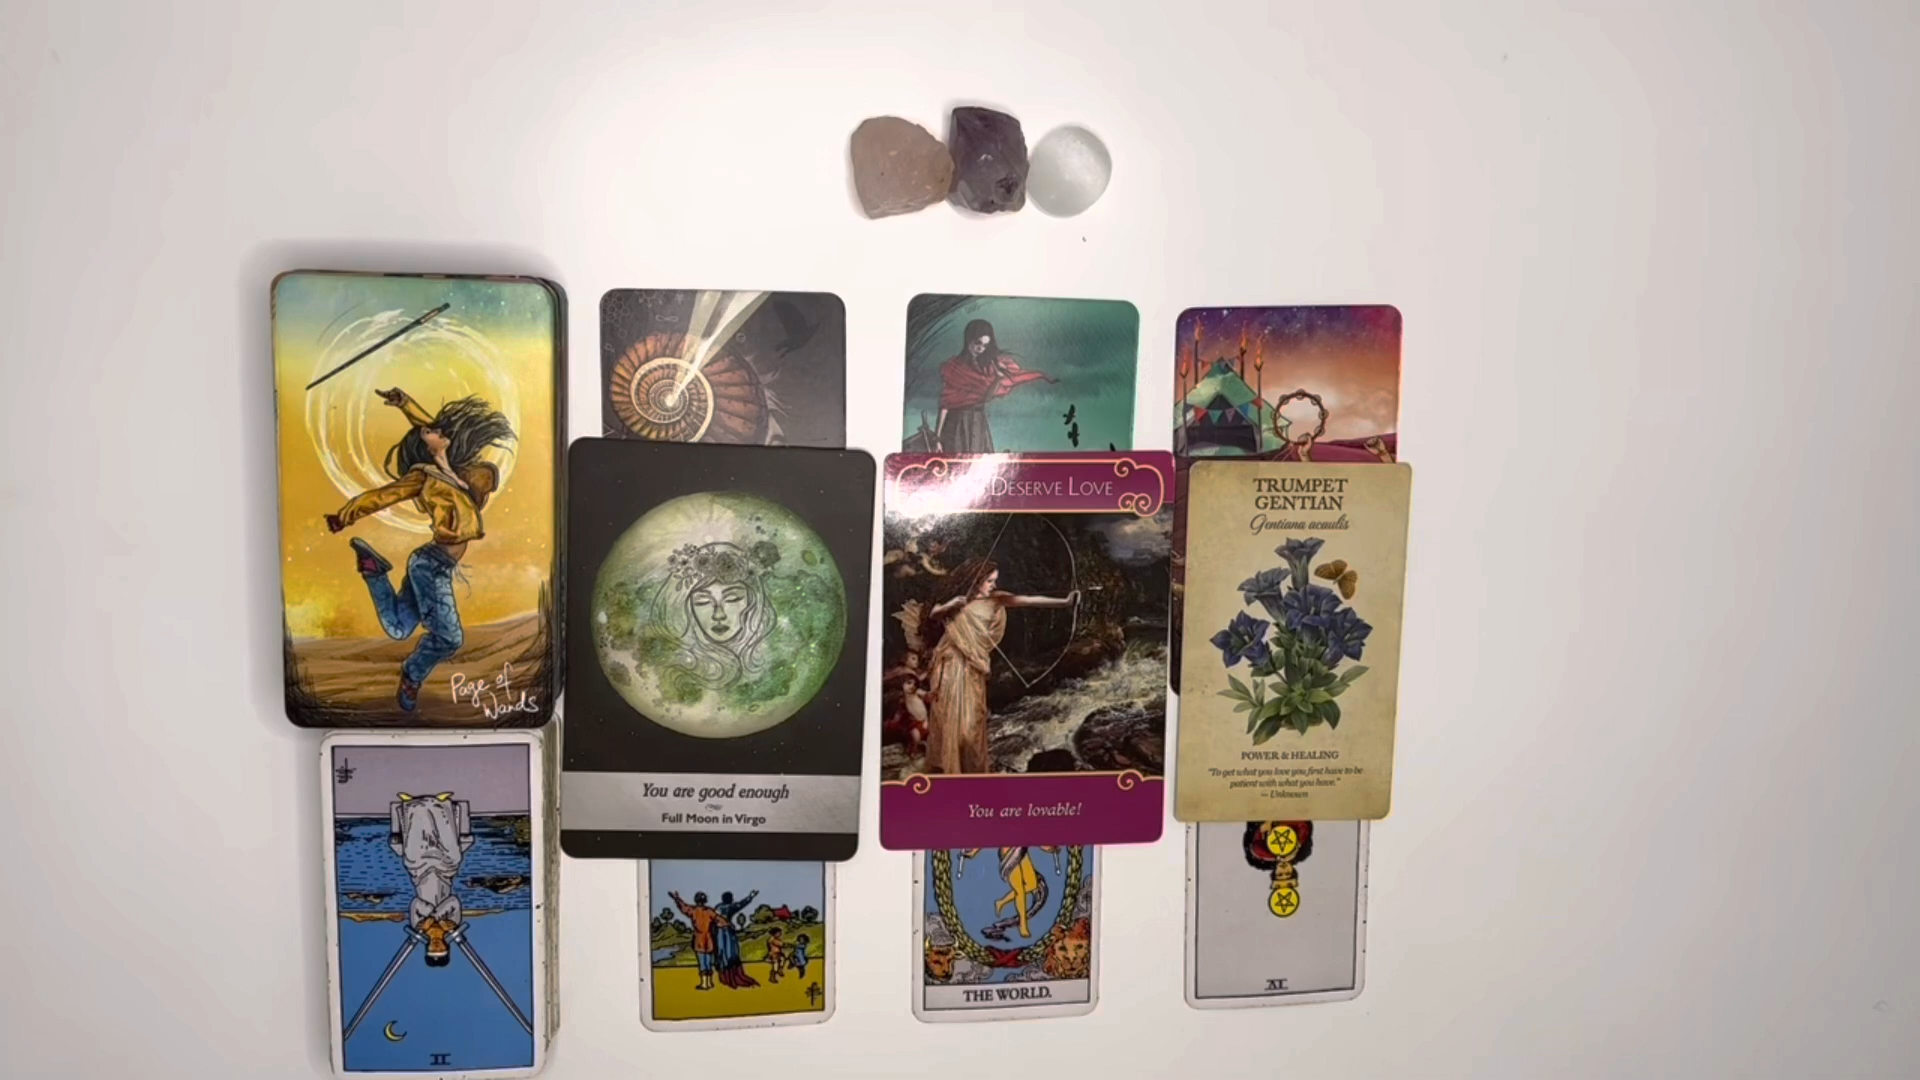 Page of
Wands
II
You are good enough
Full Moon in Virgo
DESERVE LOVE
You are lovable!
THE WORLD.
TRUMPET
GENTIAN
Gentiana acaulis
POWER & HEALING
"To get what you love you first have to be
patient with what you have."
— Unknown
IV